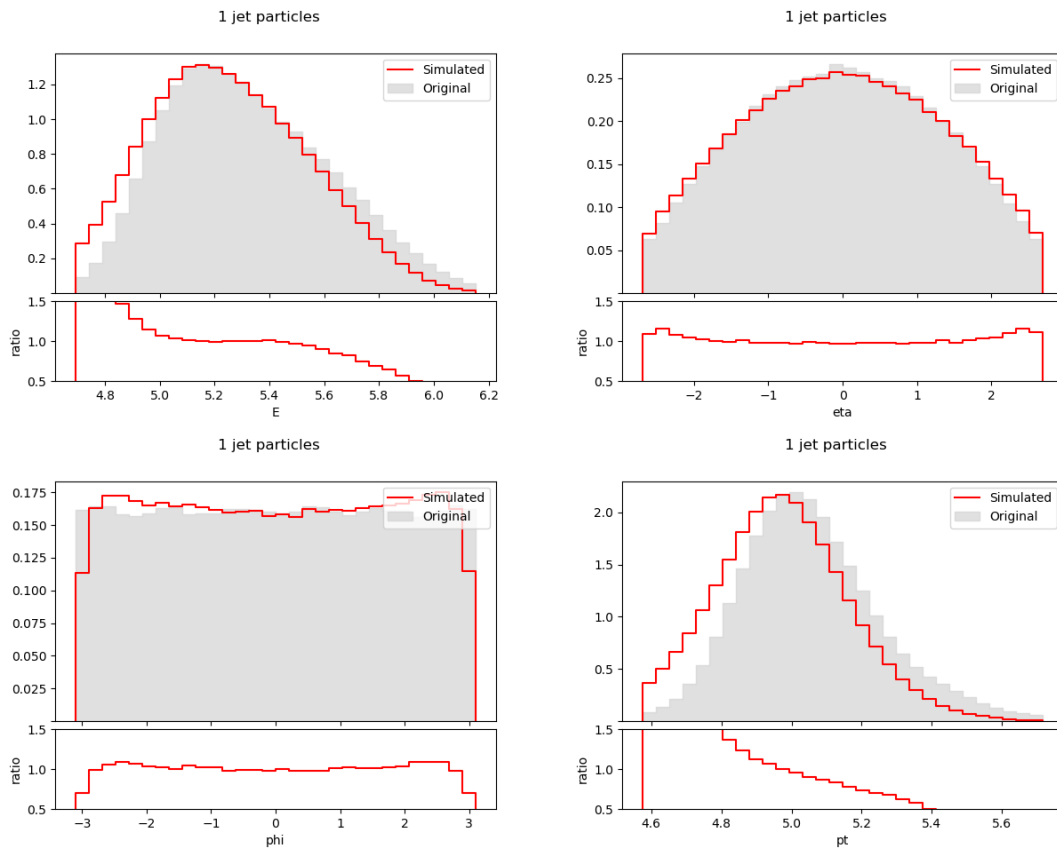 1 jet particles
Simulated
Original
1.2
1.0
0.8
0.6
0.4
0.2
ratio
1.5
1.0
0.5
4.8 5.0 5.2 5.4 5.6 5.8 6.0 6.2
E
1 jet particles
Simulated
Original
0.25
0.20
0.15
0.10
0.05
ratio
1.5
1.0
0.5
−2 −1 0 1 2
eta
1 jet particles
Simulated
Original
0.175
0.150
0.125
0.100
0.075
0.050
0.025
ratio
1.5
1.0
0.5
−3 −2 −1 0 1 2 3
phi
1 jet particles
Simulated
Original
2.0
1.5
1.0
0.5
ratio
1.5
1.0
0.5
4.6 4.8 5.0 5.2 5.4 5.6
pt